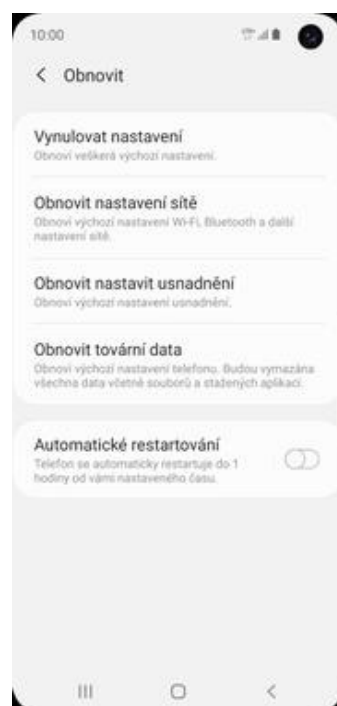 10:00
Obnovit
Vynulovat nastavení
Obnoví veškerá výchozí nastavení.
Obnovit nastavení sítě
Obnoví výchozí nastavení Wi-Fi, Bluetooth a další
nastavení sítě.
Obnovit nastavit usnadnění
Obnoví výchozí nastavení usnadnění.
Obnovit tovární data
Obnoví výchozí nastavení telefonu. Budou vymazána
všechna data včetně souborů a stažených aplikací.
Automatické restartování
Telefon se automaticky restartuje do 1
hodiny od vámi nastaveného času.